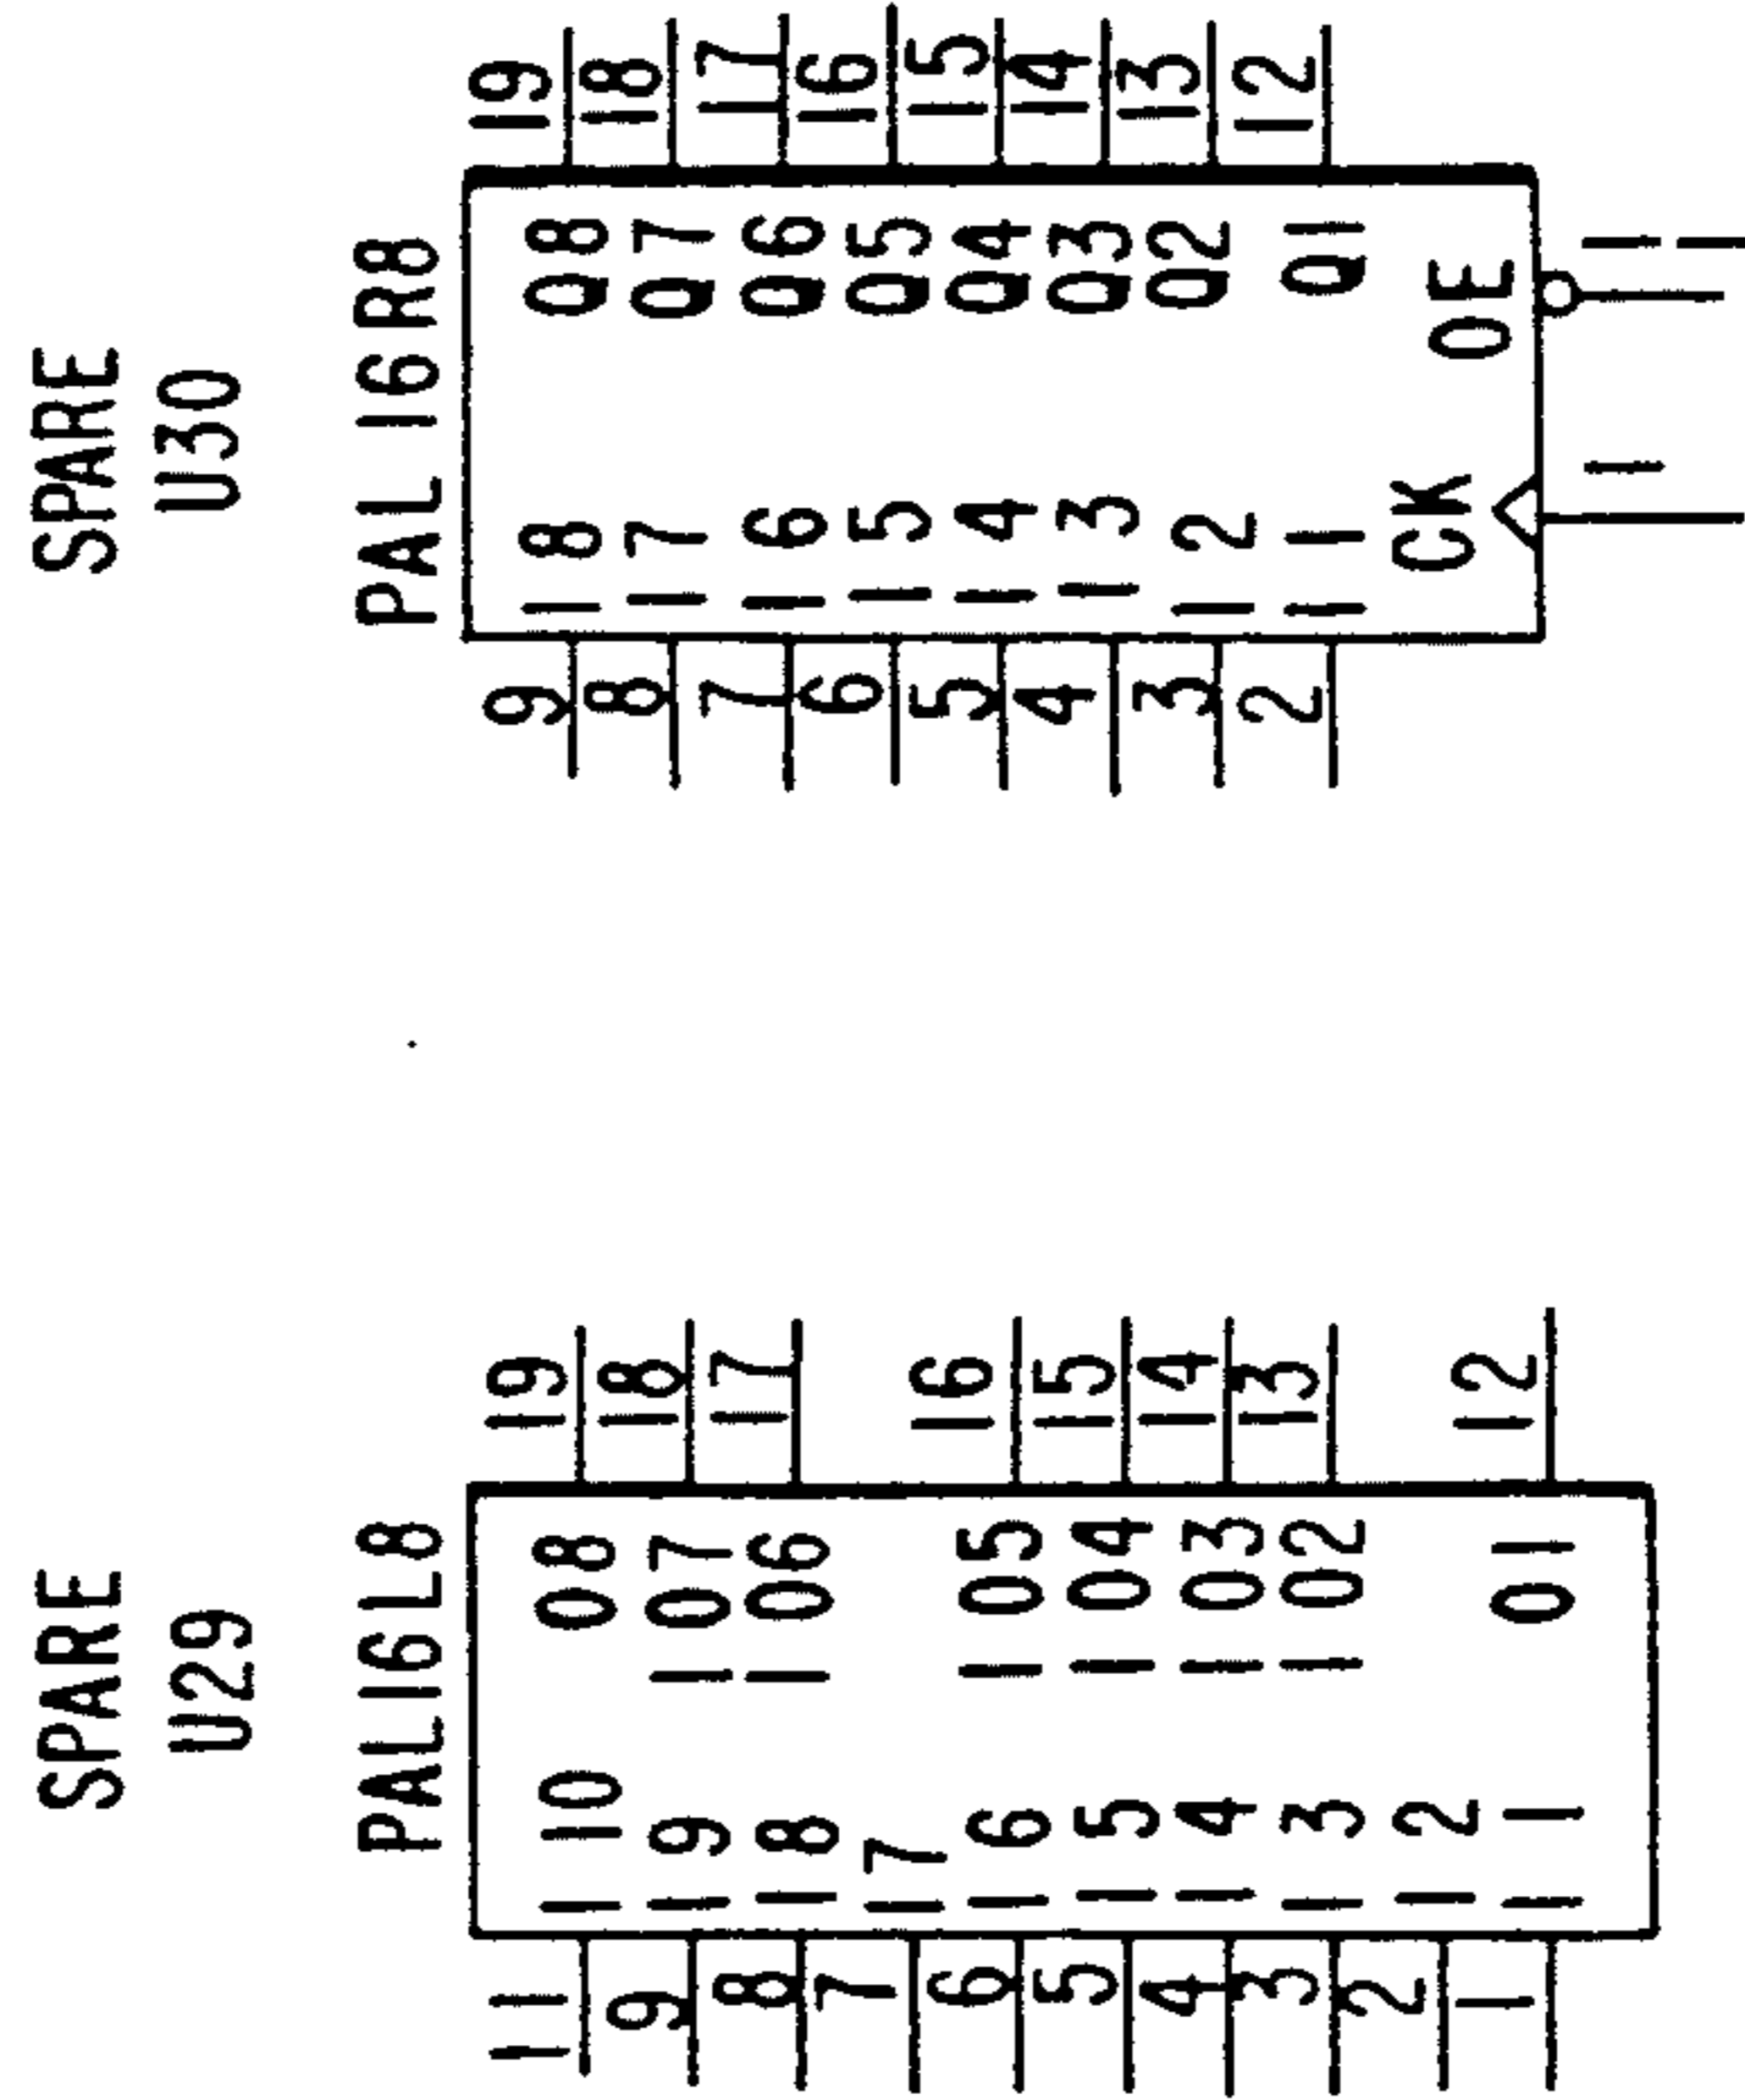 SPARE
U29
PAL16L8
11 I10 O8 19
9 I9 IO7 18
8 I8 IO6 17
7 I7
6 I6 IO5 16
5 I5 IO4 15
4 I4 IO3 14
3 I3 IO2 13
2 I2
1 I1 O1 12
SPARE
U30
PAL 16R8
9 I8 Q8 19
8 I7 Q7 18
7 I6 Q6 17
6 I5 Q5 16
5 I4 Q4 15
4 I3 Q3 14
3 I2 Q2 13
2 I1 Q1 12
CK OE
1 11